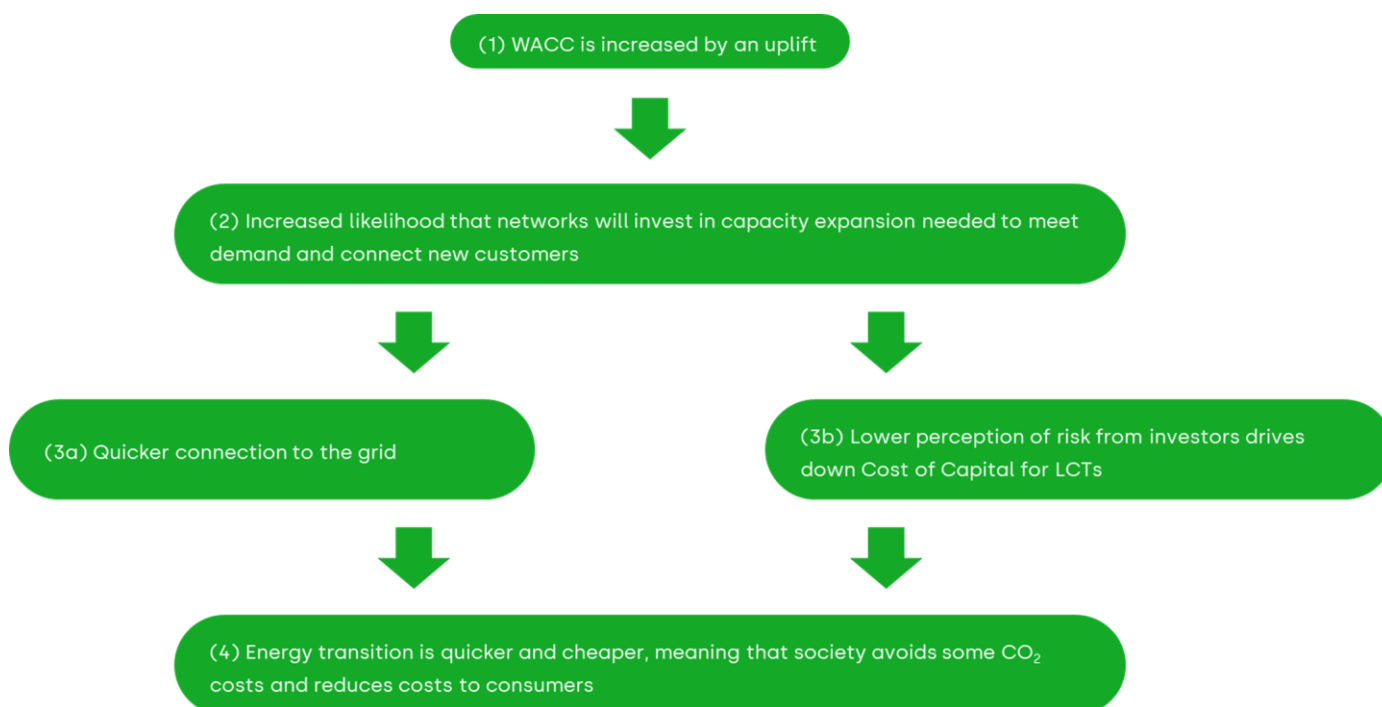 (1) WACC is increased by an uplift
(2) Increased likelihood that networks will invest in capacity expansion needed to meet
demand and connect new customers
(3a) Quicker connection to the grid
(3b) Lower perception of risk from investors drives
down Cost of Capital for LCTs
(4) Energy transition is quicker and cheaper, meaning that society avoids some CO₂
costs and reduces costs to consumers